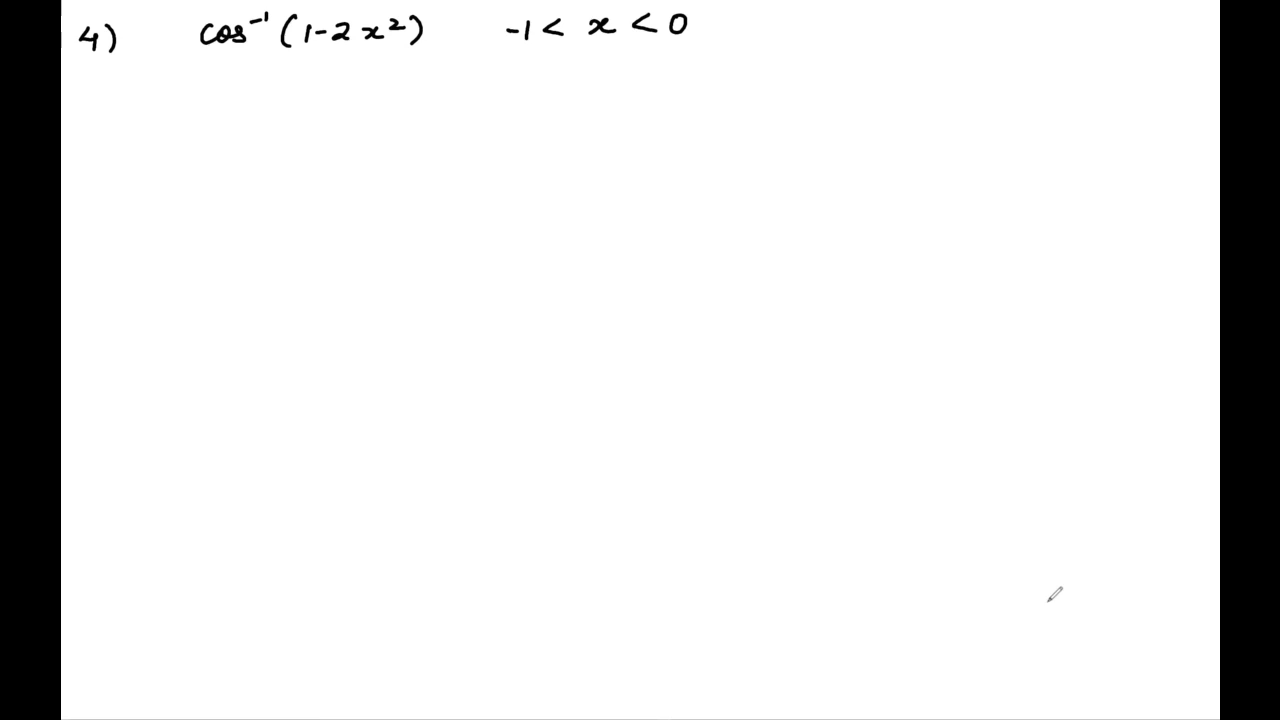 4) cos⁻¹ (1-2x²) -1 < x < 0